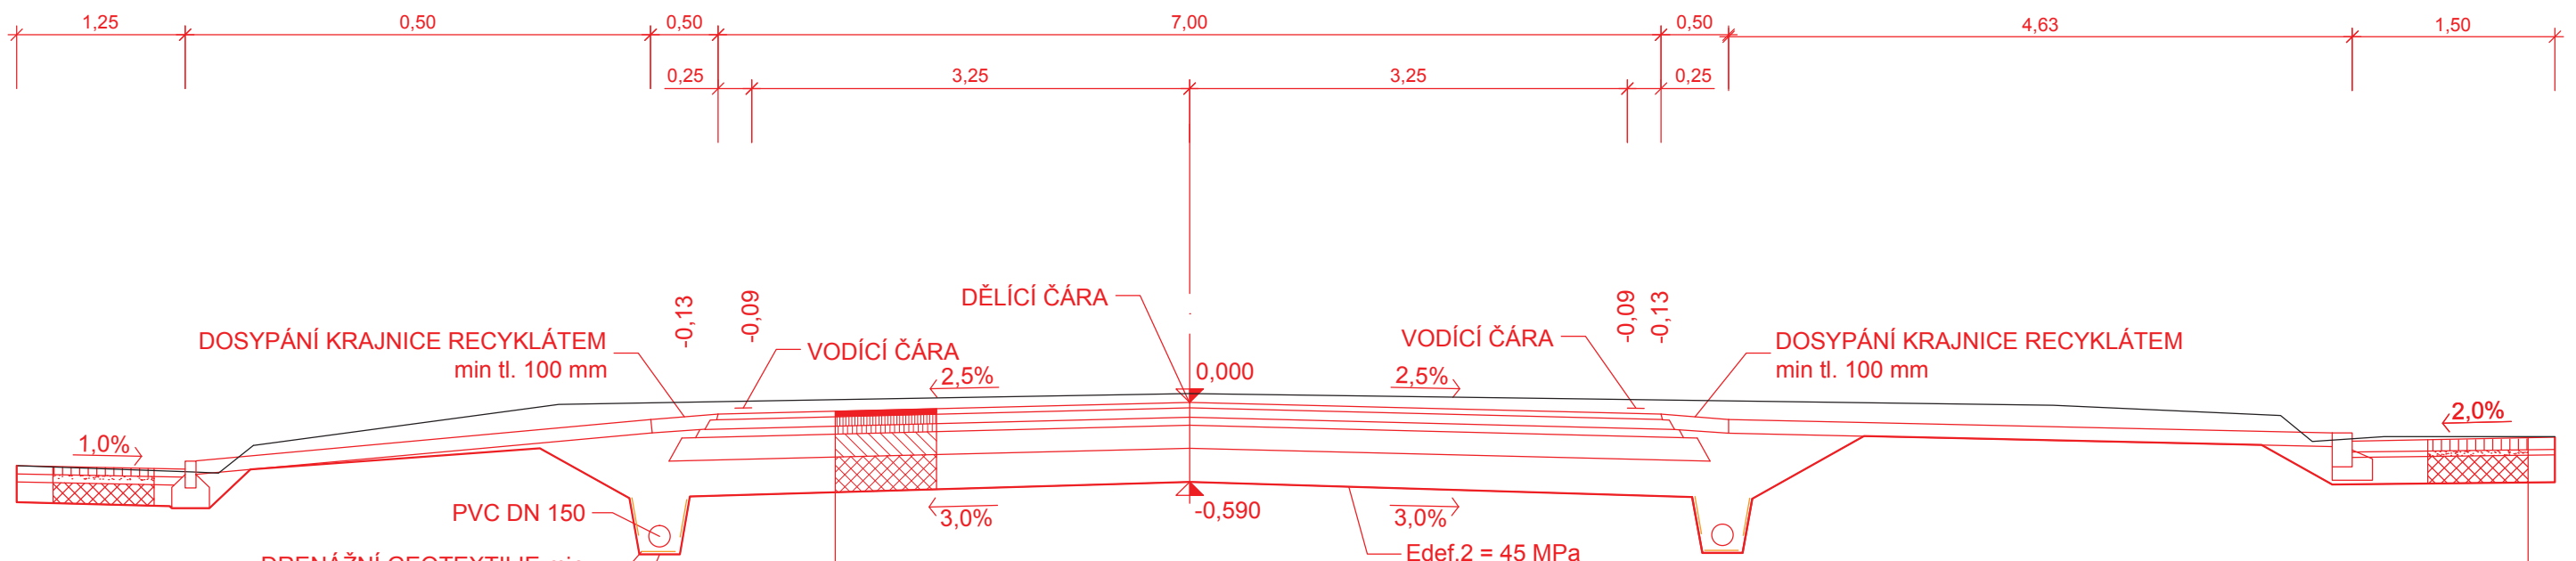 1,25 0,50 0,50 7,00 0,50 4,63 1,50
0,25 3,25 3,25 0,25
-0,13 -0,09 DĚLÍCÍ ČÁRA -0,09 -0,13
DOSYPÁNÍ KRAJNICE RECYKLÁTEM
min tl. 100 mm
VODÍCÍ ČÁRA
VODÍCÍ ČÁRA
DOSYPÁNÍ KRAJNICE RECYKLÁTEM
min tl. 100 mm
2,5% 0,000 2,5%
1,0% 2,0%
PVC DN 150
3,0% -0,590 3,0%
DRENÁŽNÍ GEOTEXTILIE min
Edef.2 = 45 MPa